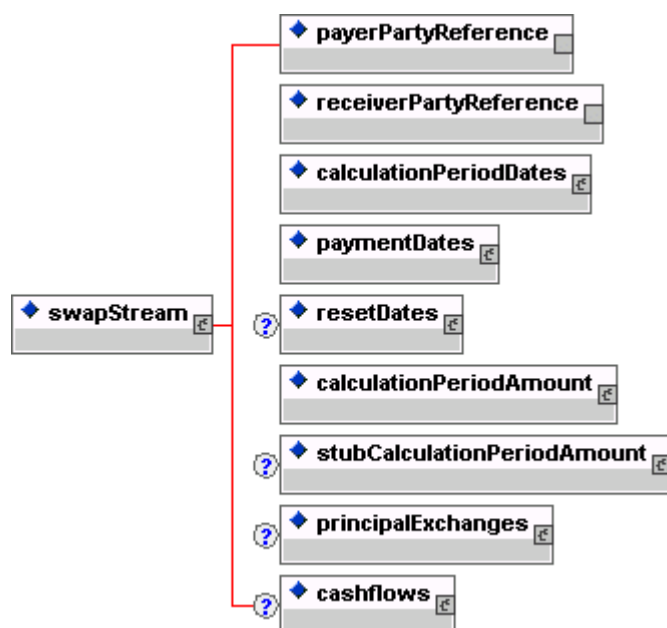 payerPartyReference
receiverPartyReference
calculationPeriodDates
paymentDates
swapStream
? resetDates
calculationPeriodAmount
? stubCalculationPeriodAmount
? principalExchanges
? cashflows